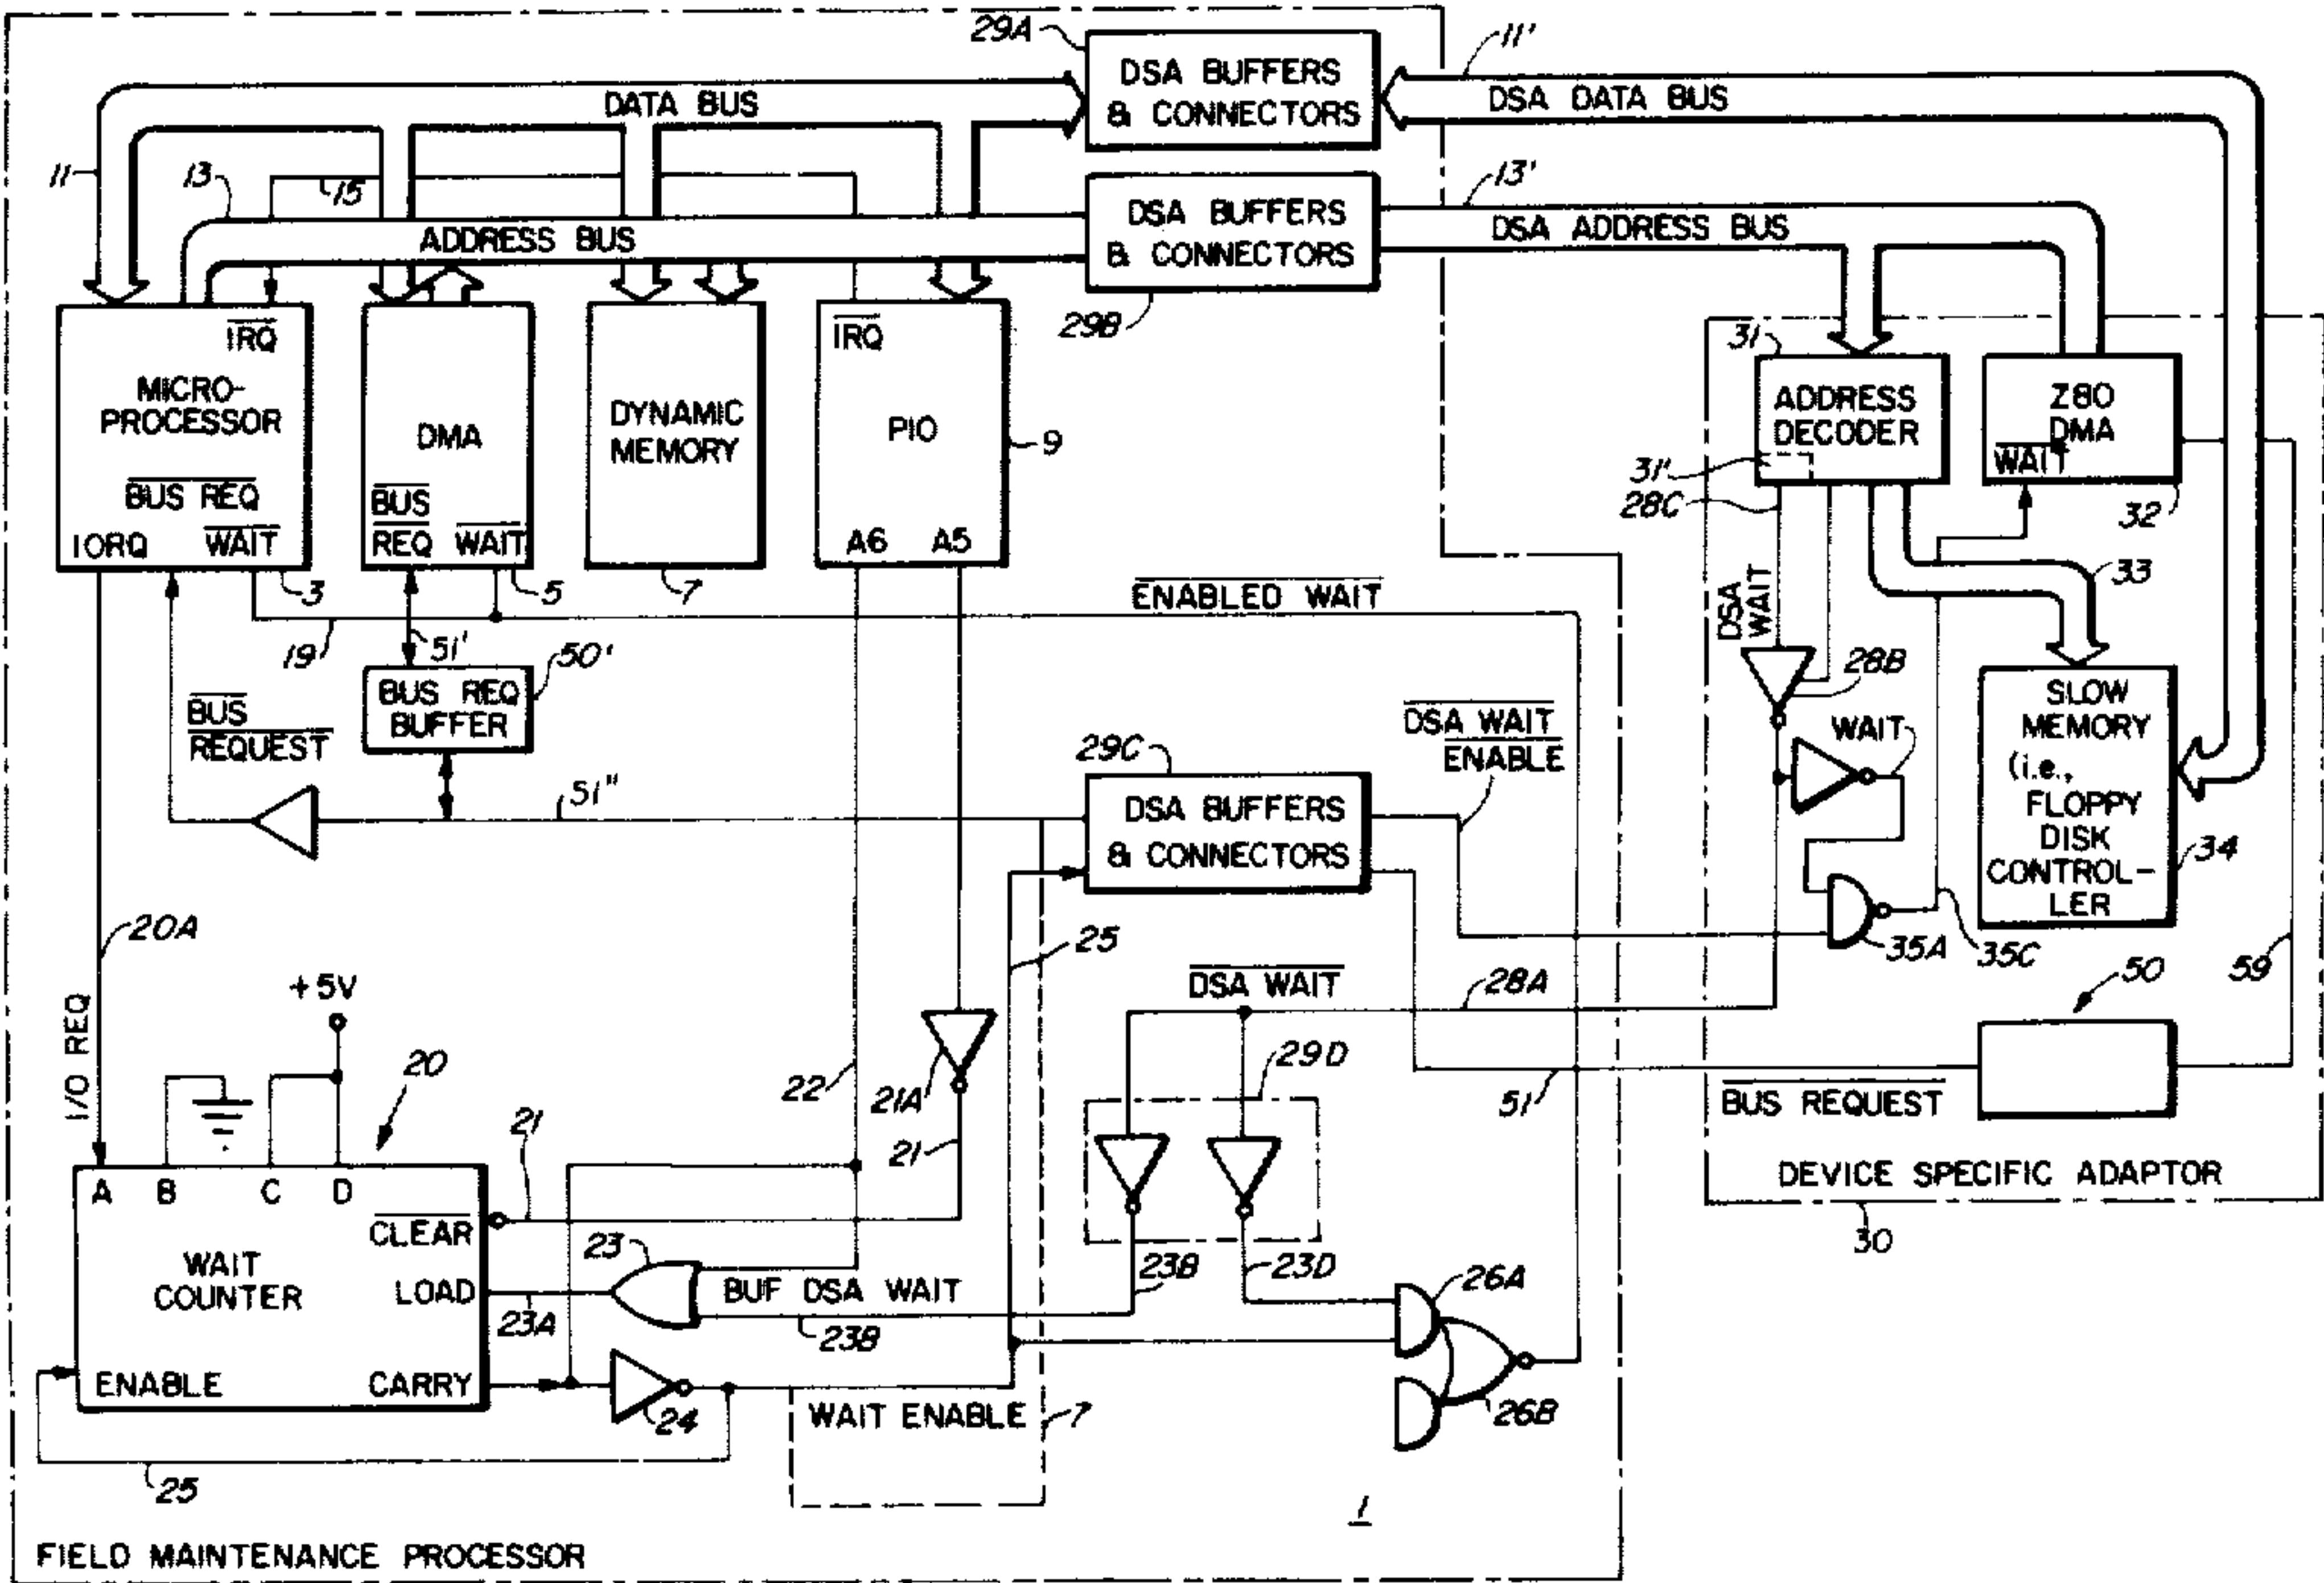 29A
DSA BUFFERS
& CONNECTORS
11'
DATA BUS
DSA DATA BUS
11
13
15
DSA BUFFERS
& CONNECTORS
13'
ADDRESS BUS
DSA ADDRESS BUS
29B
IRQ
MICRO-
PROCESSOR
BUS REQ
IORQ
WAIT
3
DMA
BUS
REQ
WAIT
5
DYNAMIC
MEMORY
7
IRQ
PIO
A6
A5
9
31
ADDRESS
DECODER
31'
28C
Z80
DMA
WAIT
32
33
ENABLED WAIT
19
51'
50'
BUS REQ
BUFFER
BUS
REQUEST
51"
DSA
WAIT
28B
WAIT
SLOW
MEMORY
(i.e.,
FLOPPY
DISK
CONTROL-
LER
34
DSA WAIT
ENABLE
29C
DSA BUFFERS
& CONNECTORS
35A
35C
59
50
20A
25
DSA WAIT
28A
+5V
I/O REQ
20
22
21A
29D
51
BUS REQUEST
21
21
DEVICE SPECIFIC ADAPTOR
30
A
B
C
D
CLEAR
WAIT
COUNTER
LOAD
ENABLE
CARRY
23
23A
BUF DSA WAIT
23B
23B
23D
26A
26B
24
WAIT ENABLE
7
25
1
FIELD MAINTENANCE PROCESSOR